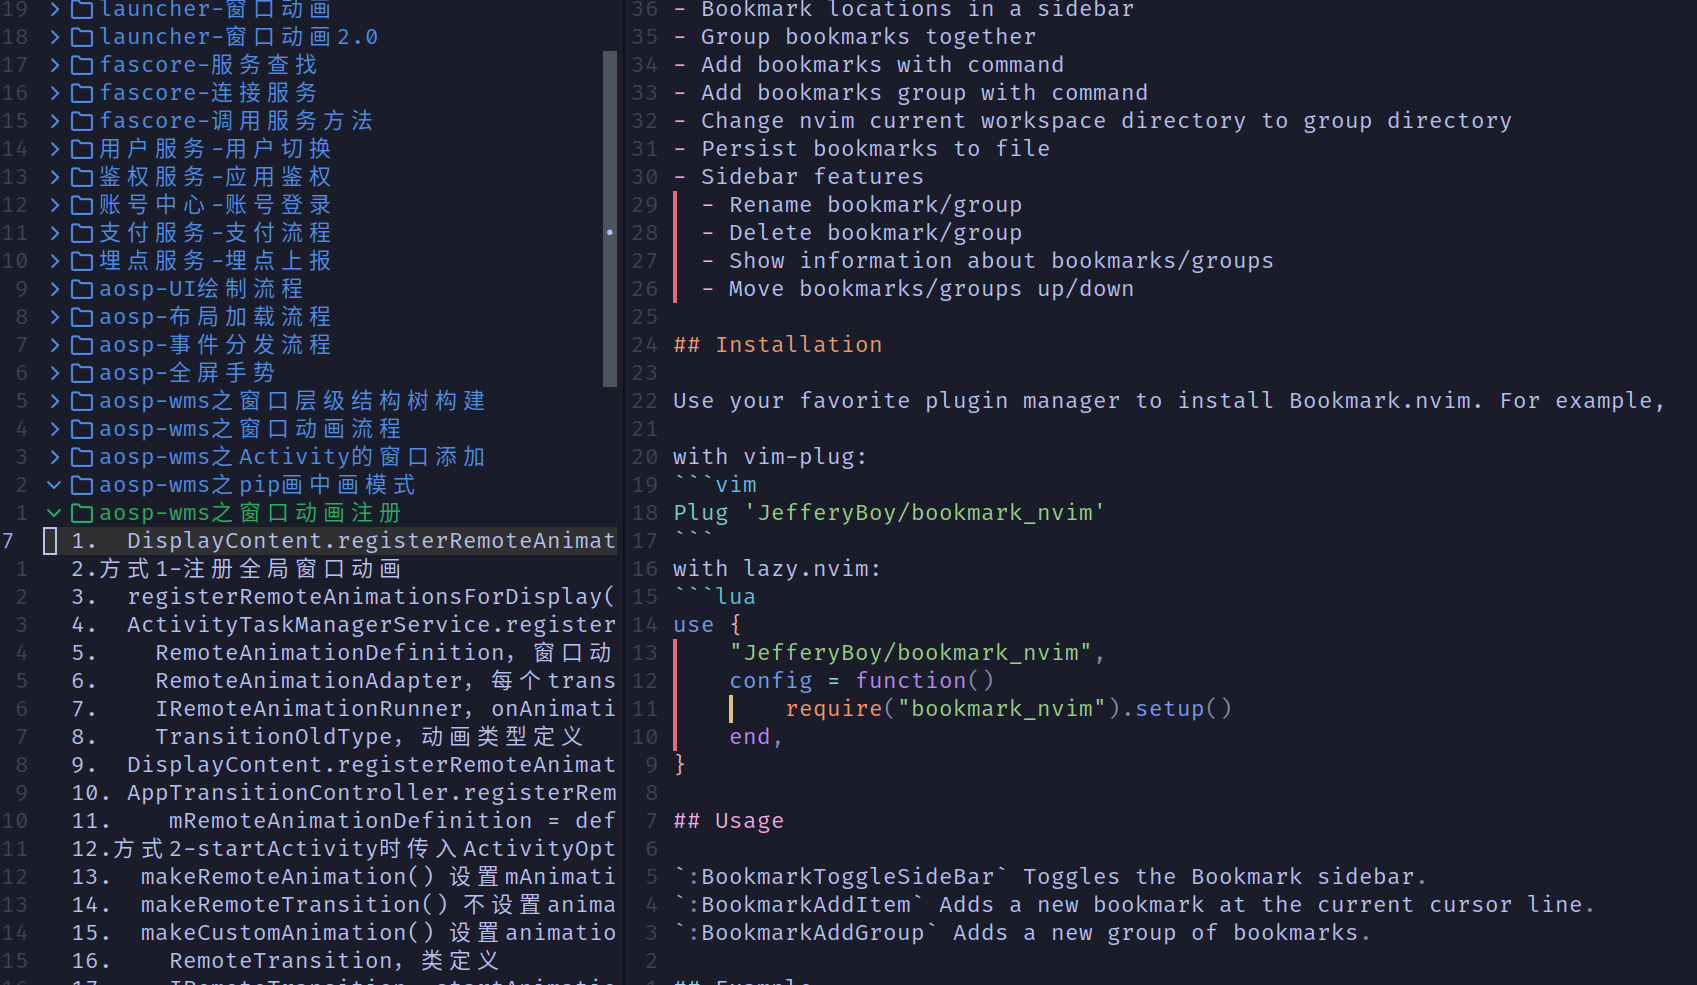 19 > launcher-窗口动画
18 > launcher-窗口动画2.0
17 > fascore-服务查找
16 > fascore-连接服务
15 > fascore-调用服务方法
14 > 用户服务-用户切换
13 > 鉴权服务-应用鉴权
12 > 账号中心-账号登录
11 > 支付服务-支付流程
10 > 埋点服务-埋点上报
9 > aosp-UI绘制流程
8 > aosp-布局加载流程
7 > aosp-事件分发流程
6 > aosp-全屏手势
5 > aosp-wms之窗口层级结构树构建
4 > aosp-wms之窗口动画流程
3 > aosp-wms之Activity的窗口添加
2 aosp-wms之pip画中画模式
1 aosp-wms之窗口动画注册
7 1. DisplayContent.registerRemoteAnimat
1 2.方式1-注册全局窗口动画
2 3. registerRemoteAnimationsForDisplay(
3 4. ActivityTaskManagerService.register
4 5. RemoteAnimationDefinition, 窗口动
5 6. RemoteAnimationAdapter, 每个trans
6 7. IRemoteAnimationRunner, onAnimati
7 8. TransitionOldType, 动画类型定义
8 9. DisplayContent.registerRemoteAnimat
9 10. AppTransitionController.registerRem
10 11. mRemoteAnimationDefinition = def
11 12.方式2-startActivity时传入ActivityOpt
12 13. makeRemoteAnimation() 设置mAnimati
13 14. makeRemoteTransition() 不设置anima
14 15. makeCustomAnimation() 设置animatio
15 16. RemoteTransition, 类定义
16 17. IRemoteTransition, startAnimatio
36 - Bookmark locations in a sidebar
35 - Group bookmarks together
34 - Add bookmarks with command
33 - Add bookmarks group with command
32 - Change nvim current workspace directory to group directory
31 - Persist bookmarks to file
30 - Sidebar features
29 - Rename bookmark/group
28 - Delete bookmark/group
27 - Show information about bookmarks/groups
26 - Move bookmarks/groups up/down
25
24 ## Installation
23
22 Use your favorite plugin manager to install Bookmark.nvim. For example,
21
20 with vim-plug:
19 ```vim
18 Plug 'JefferyBoy/bookmark_nvim'
17 ```
16 with lazy.nvim:
15 ```lua
14 use {
13 "JefferyBoy/bookmark_nvim",
12 config = function()
11 require("bookmark_nvim").setup()
10 end,
9 }
8
7 ## Usage
6
5 `:BookmarkToggleSideBar` Toggles the Bookmark sidebar.
4 `:BookmarkAddItem` Adds a new bookmark at the current cursor line.
3 `:BookmarkAddGroup` Adds a new group of bookmarks.
2
1 ## Example